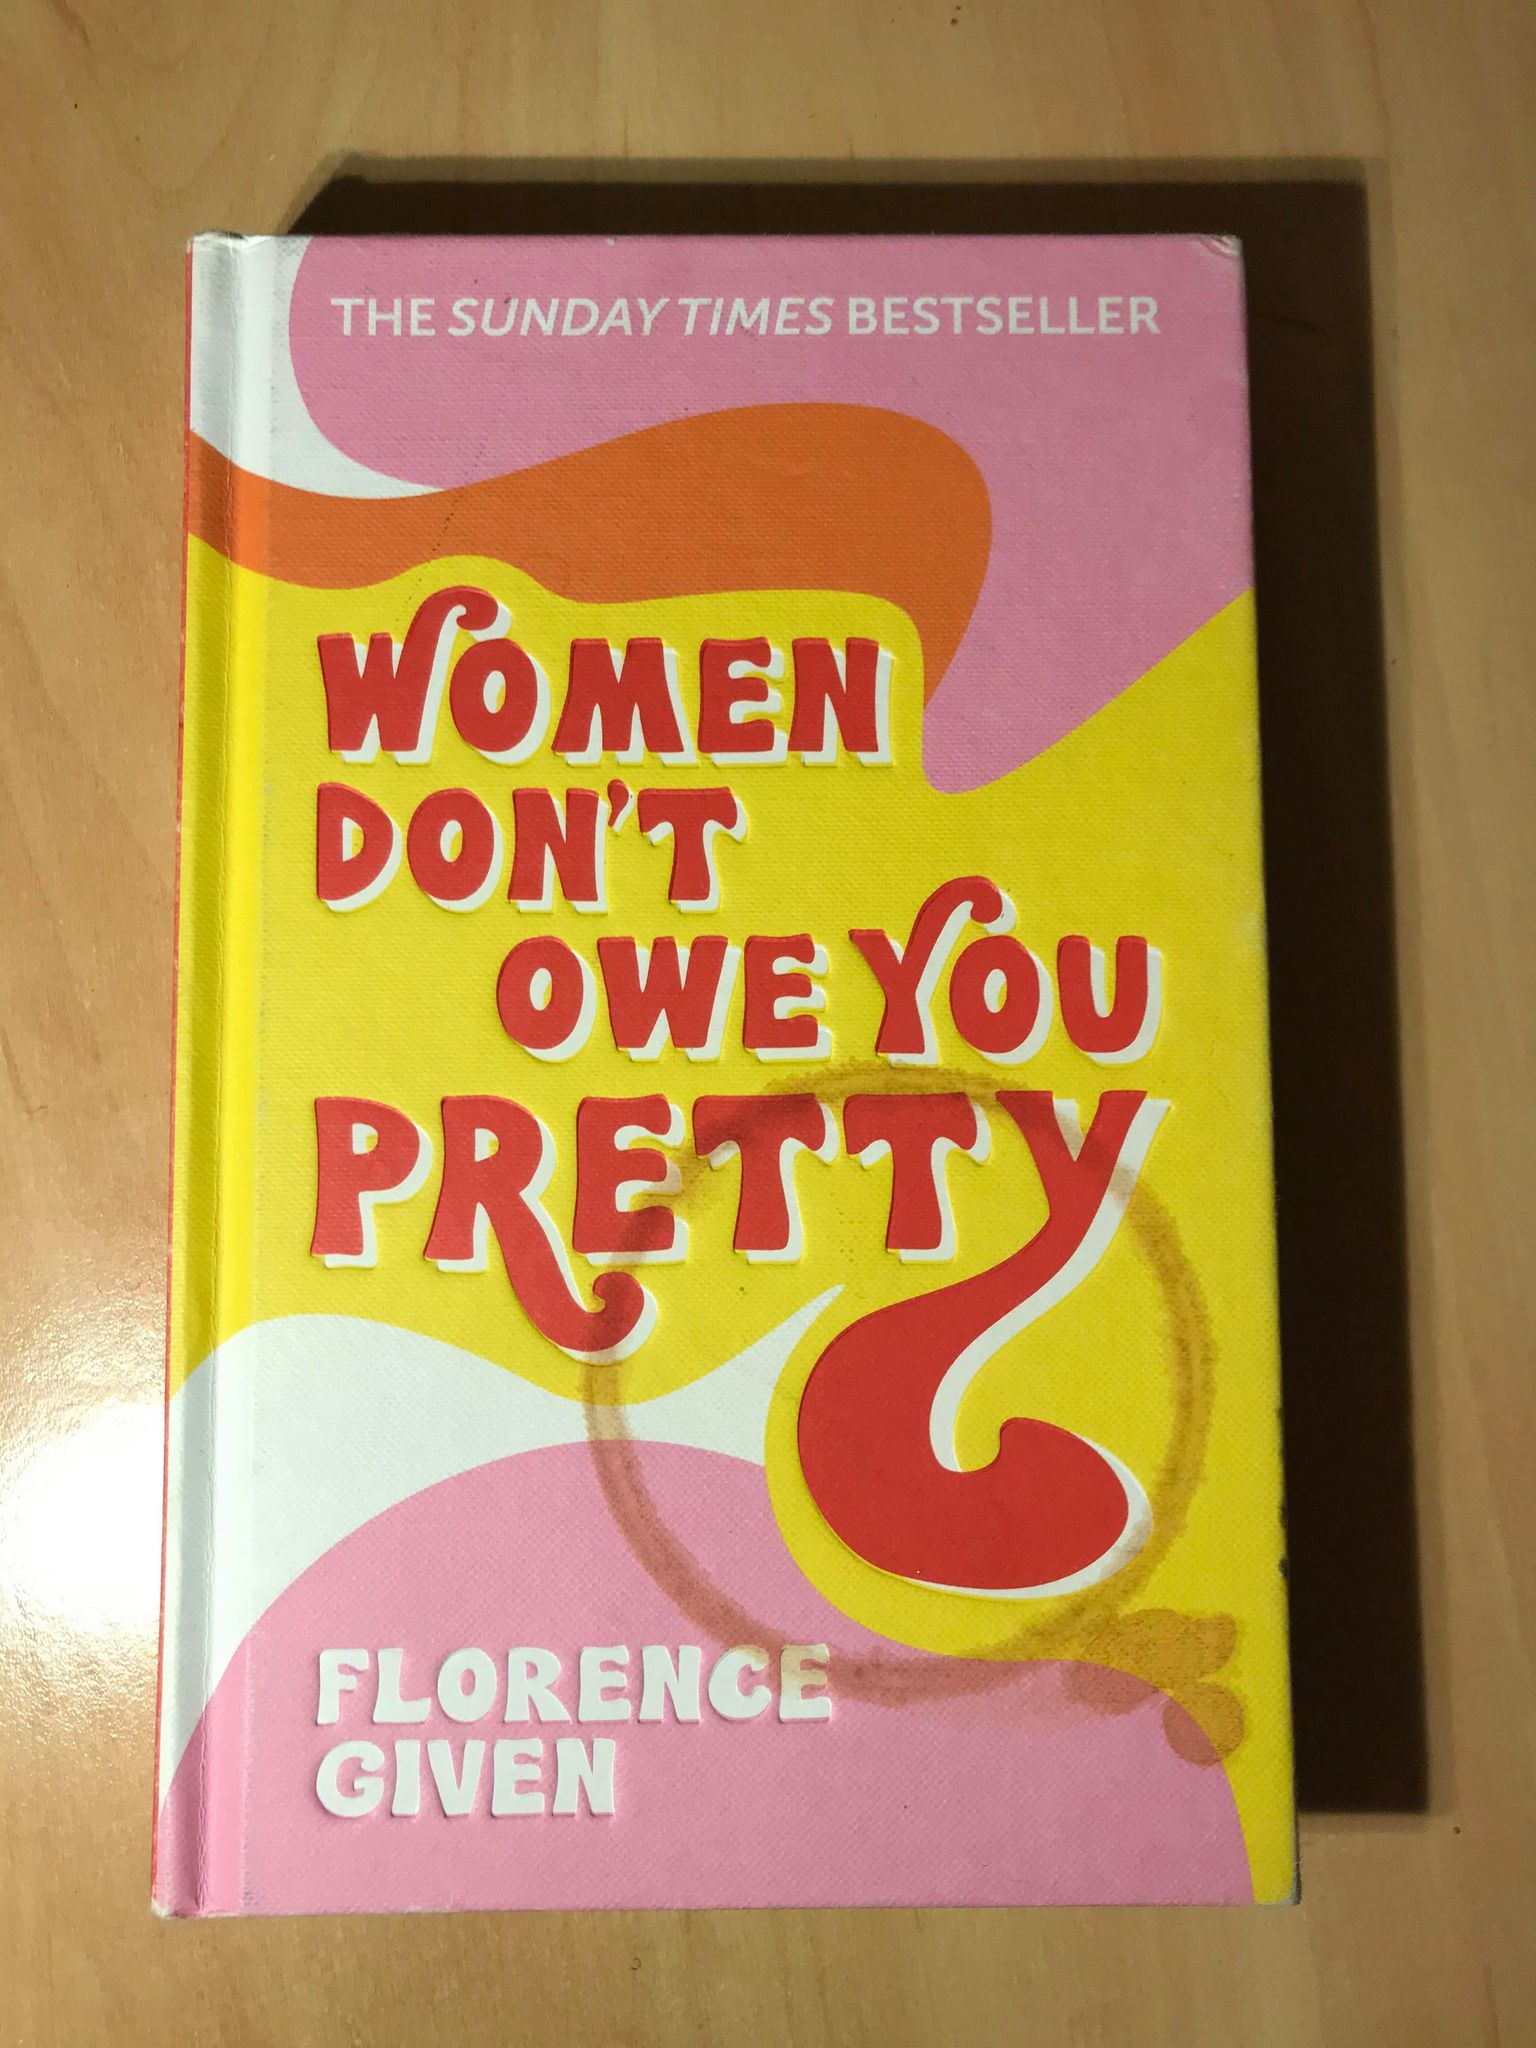 THE SUNDAY TIMES BESTSELLER
WOMEN
DON'T
OWE YOU
PRETTY
FLORENCE
GIVEN